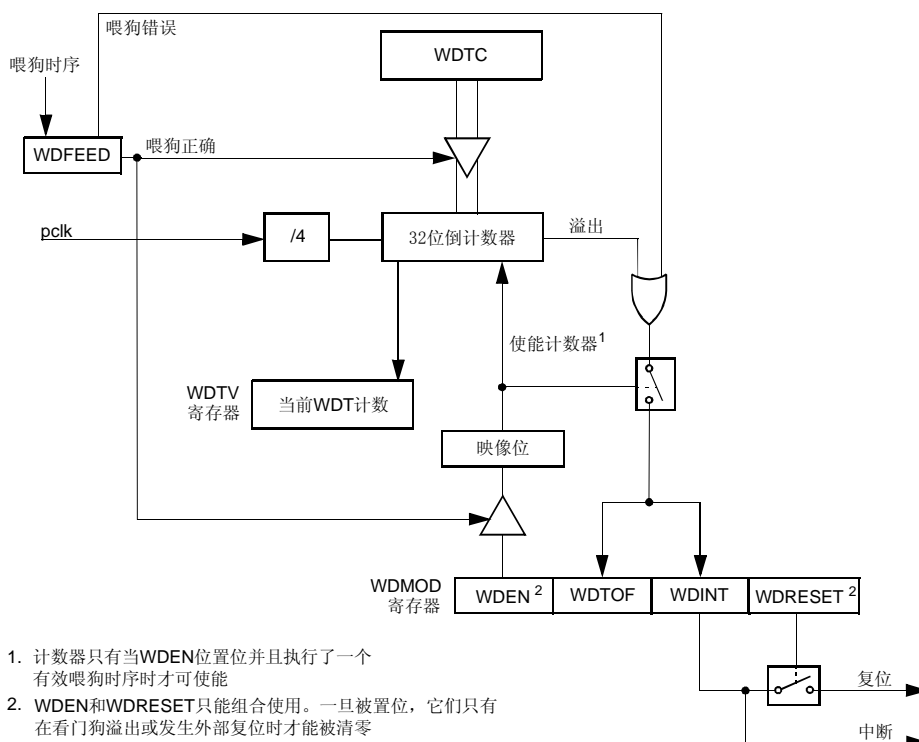 喂狗错误
WDTC
喂狗时序
WDFEED
喂狗正确
pclk
/4
32位倒计数器
溢出
使能计数器1
WDTV
寄存器
当前WDT计数
映像位
WDMOD
寄存器
WDEN 2
WDTOF
WDINT
WDRESET 2
复位
中断
1. 计数器只有当WDEN位置位并且执行了一个
有效喂狗时序时才可使能
2. WDEN和WDRESET只能组合使用。一旦被置位，它们只有
在看门狗溢出或发生外部复位时才能被清零